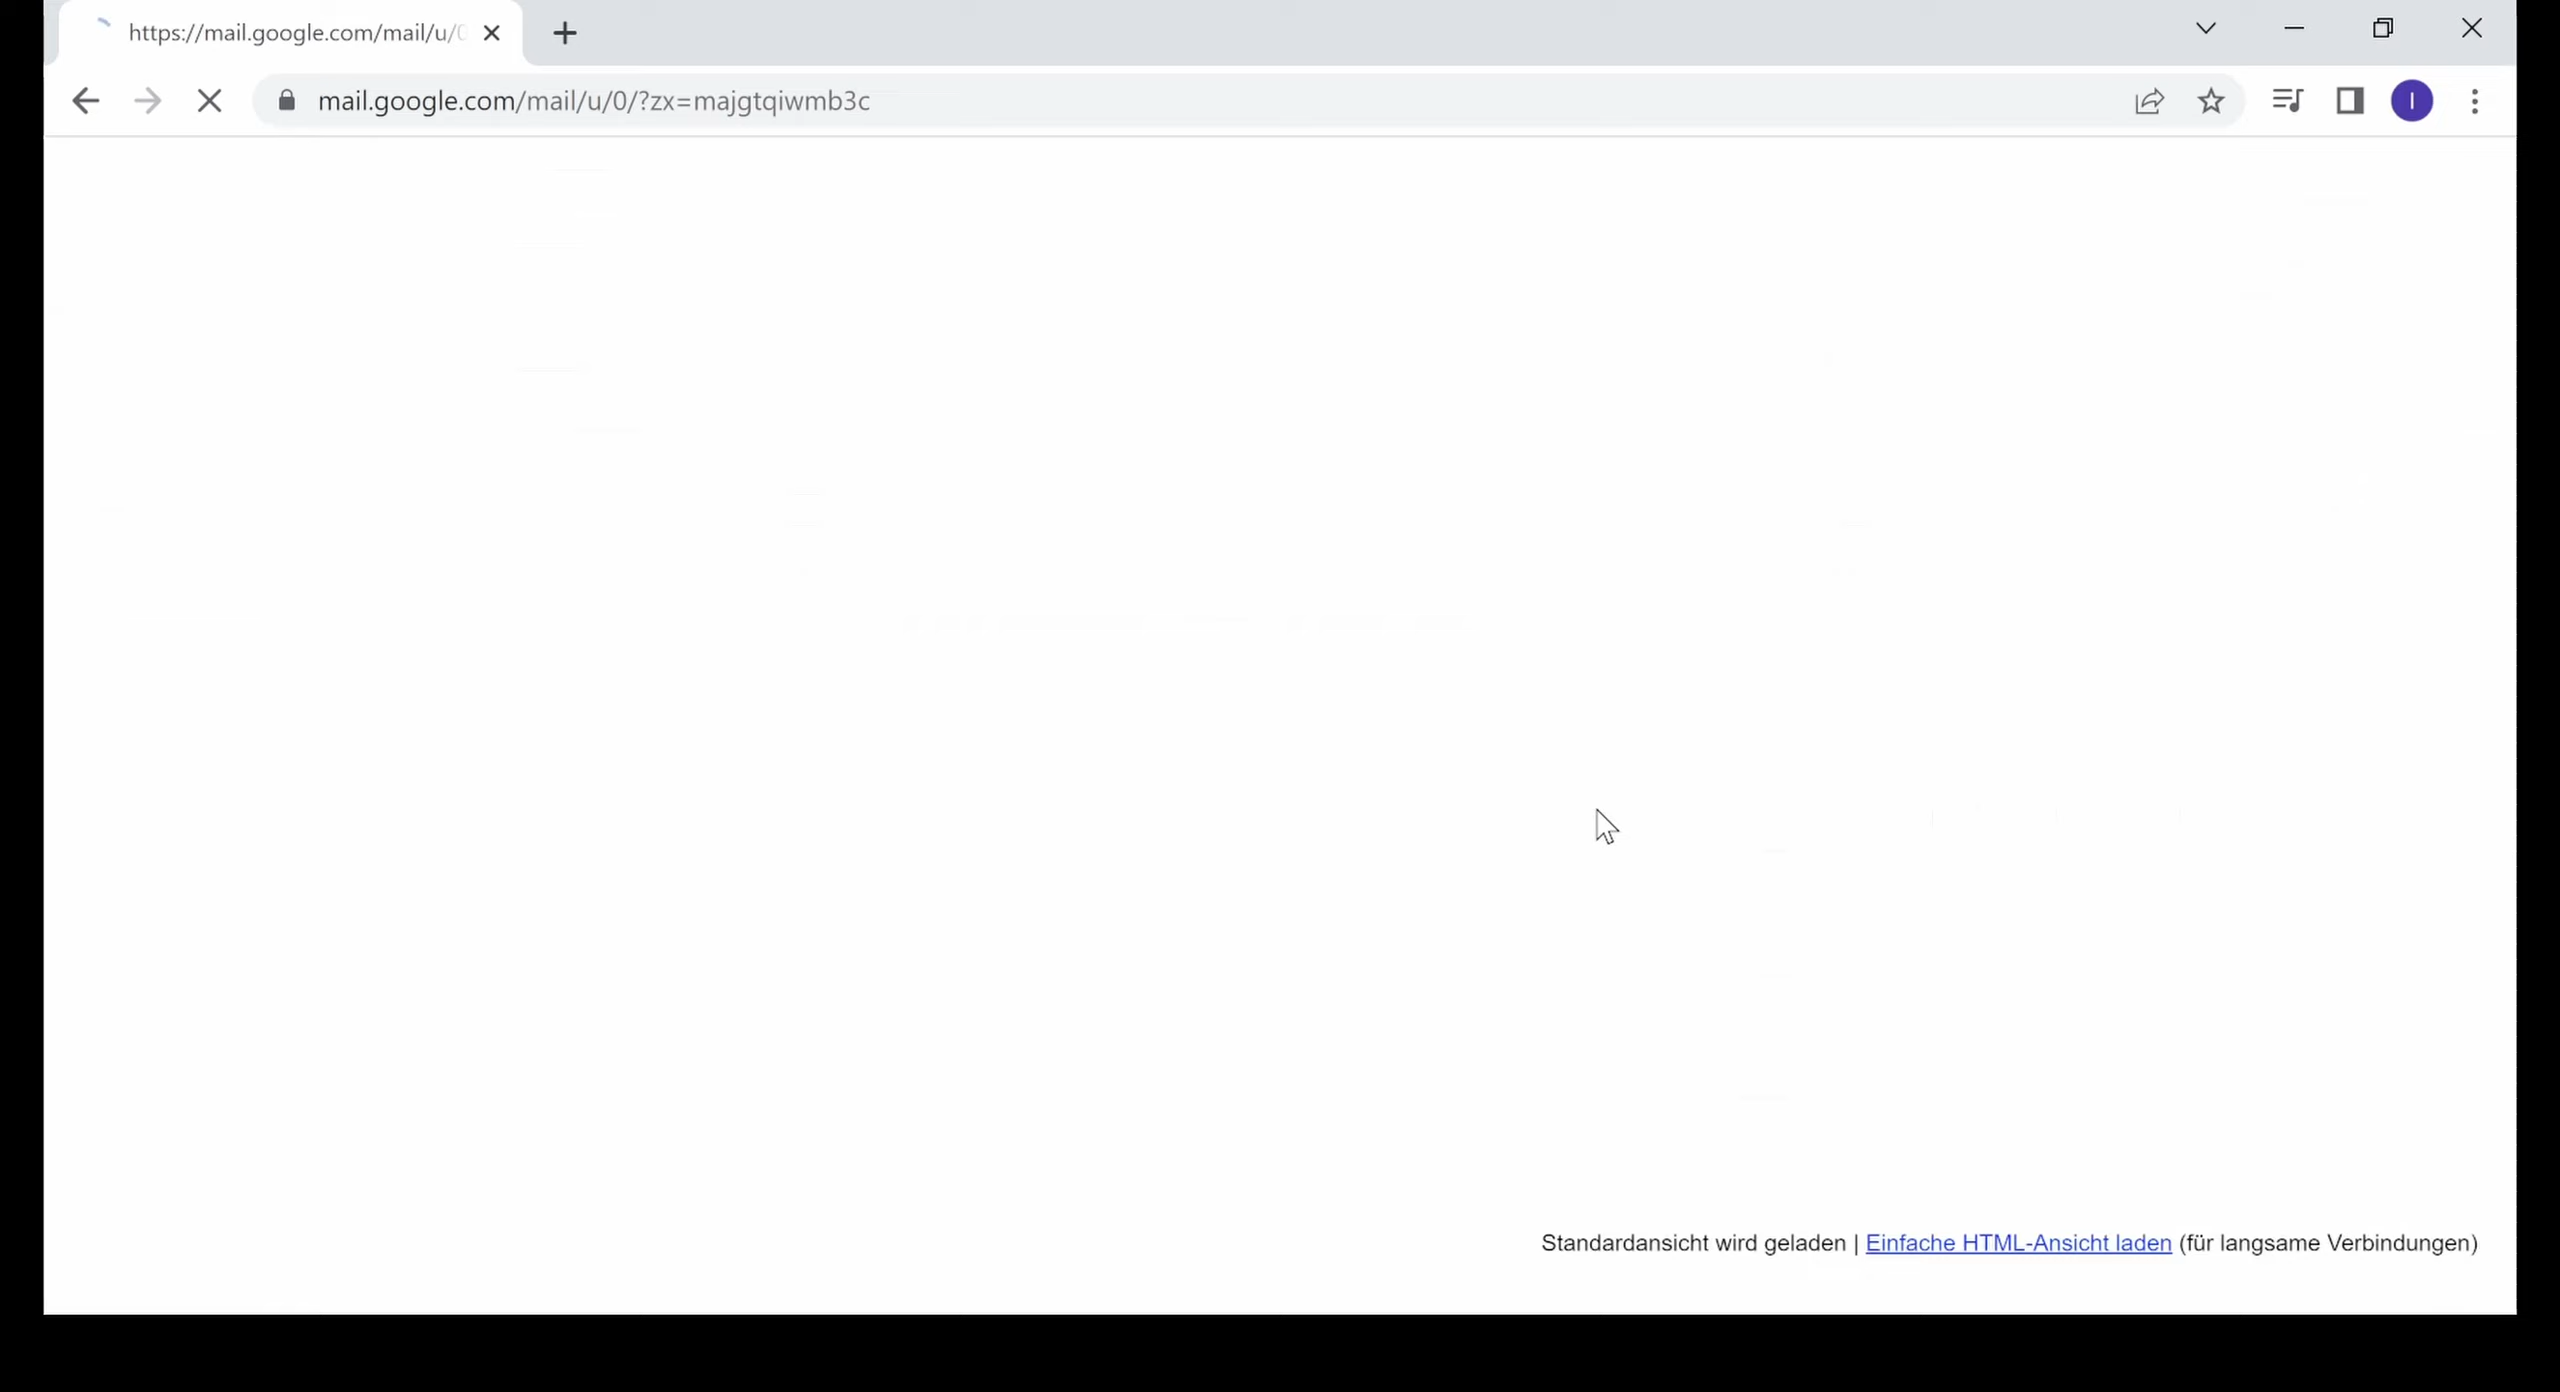 https://mail.google.com/mail/u/0
mail.google.com/mail/u/0/?zx=majgtqiwmb3c
I
Standardansicht wird geladen | Einfache HTML-Ansicht laden (für langsame Verbindungen)